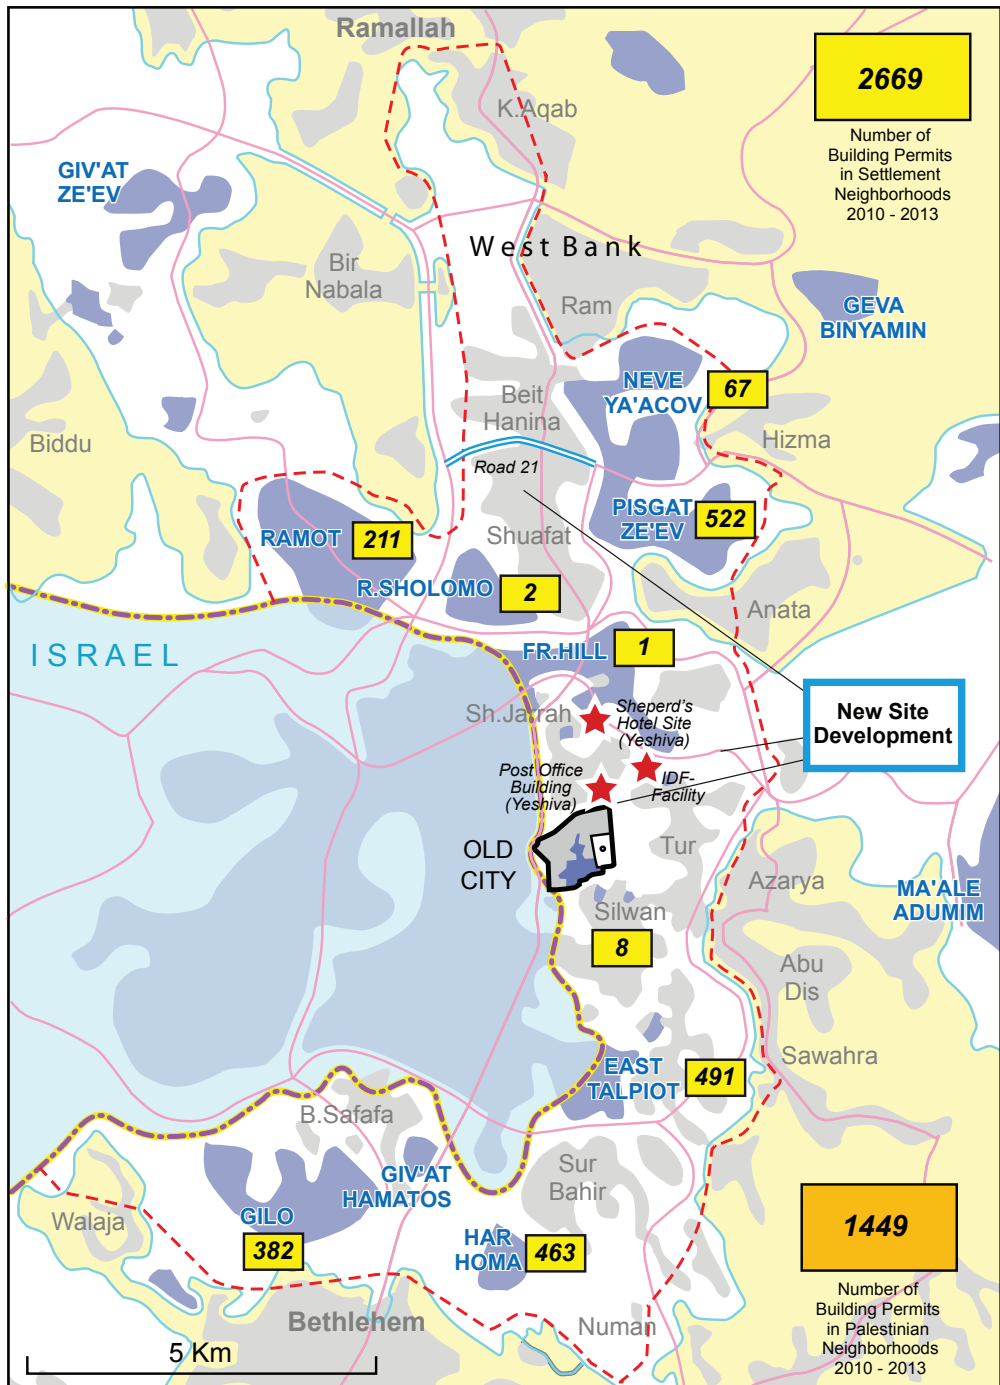 Ramallah
2669
Number of
Building Permits
in Settlement
Neighborhoods
2010 - 2013
K.Aqab
GIV'AT
ZE'EV
West Bank
Bir
Nabala
Ram
GEVA
BINYAMIN
NEVE
YA'ACOV
67
Beit
Hanina
Hizma
Biddu
Road 21
PISGAT
ZE'EV
522
RAMOT
211
Shuafat
R.SHOLOMO
2
Anata
ISRAEL
FR.HILL
1
Sh.Jarrah
Sheperd's
Hotel Site
(Yeshiva)
New Site
Development
Post Office
Building
(Yeshiva)
IDF-
Facility
OLD
CITY
Tur
Azarya
MA'ALE
ADUMIM
Silwan
8
Abu
Dis
Sawahra
EAST
TALPIOT
491
B.Safafa
Sur
Bahir
GIV'AT
HAMATOS
Walaja
GILO
382
HAR
HOMA
463
1449
Number of
Building Permits
in Palestinian
Neighborhoods
2010 - 2013
Bethlehem
Numan
5 Km